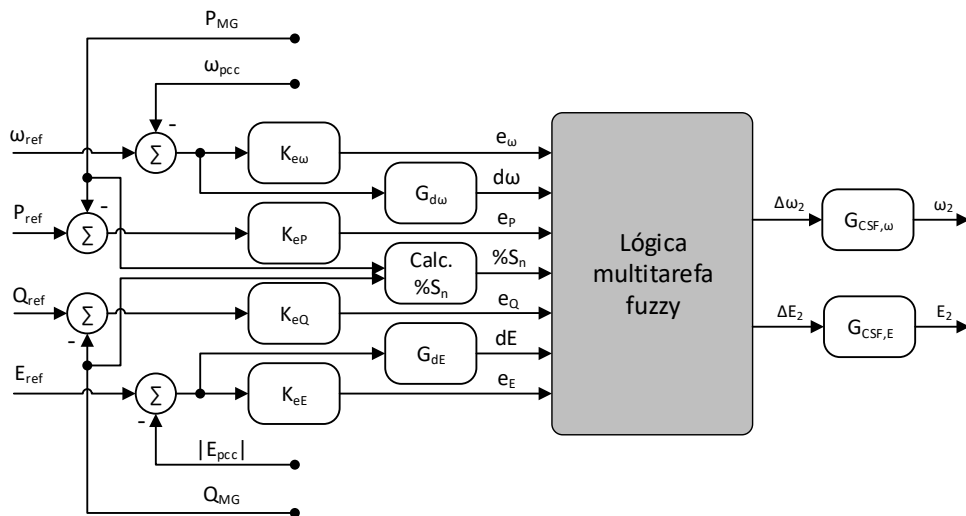 P_MG
ω_pcc
-
ω_ref
Σ
K_eω
e_ω
G_dω
dω
-
P_ref
Σ
K_eP
e_P
Calc.
%S_n
%S_n
Q_ref
Σ
-
K_eQ
e_Q
G_dE
dE
E_ref
Σ
-
K_eE
e_E
|E_pcc|
Q_MG
Lógica
multitarefa
fuzzy
Δω_2
G_CSF,ω
ω_2
ΔE_2
G_CSF,E
E_2